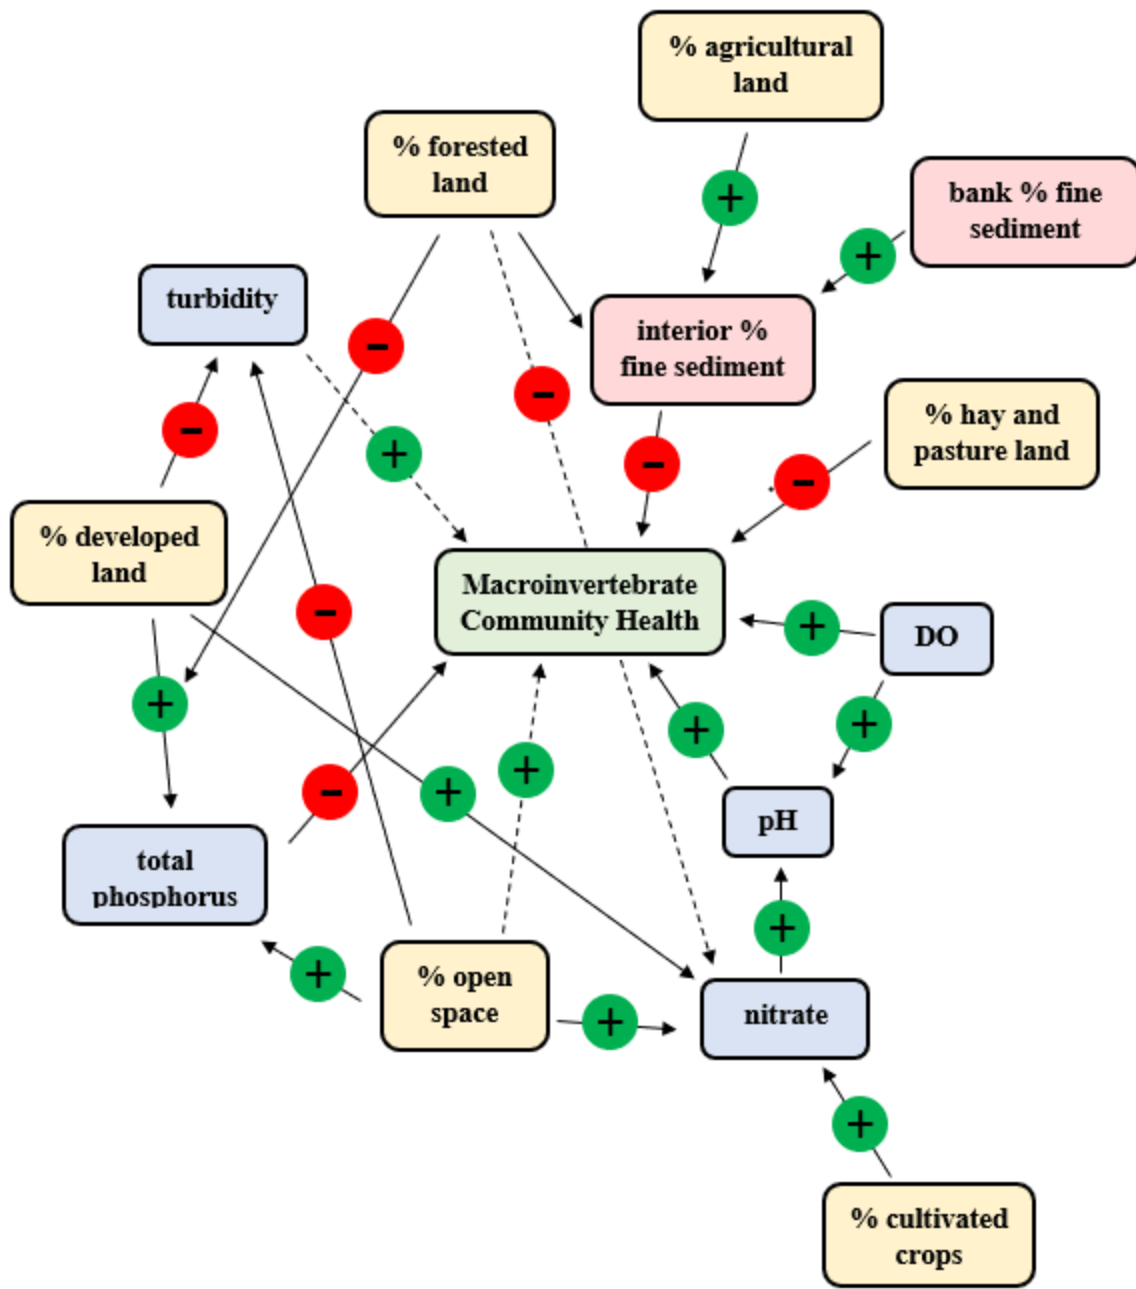 % agricultural
land
% forested
land
bank % fine
sediment
turbidity
interior %
fine sediment
% hay and
pasture land
% developed
land
Macroinvertebrate
Community Health
DO
pH
total
phosphorus
% open
space
nitrate
% cultivated
crops
+
+
-
-
-
+
-
-
-
+
+
+
+
-
+
+
+
+
+
+